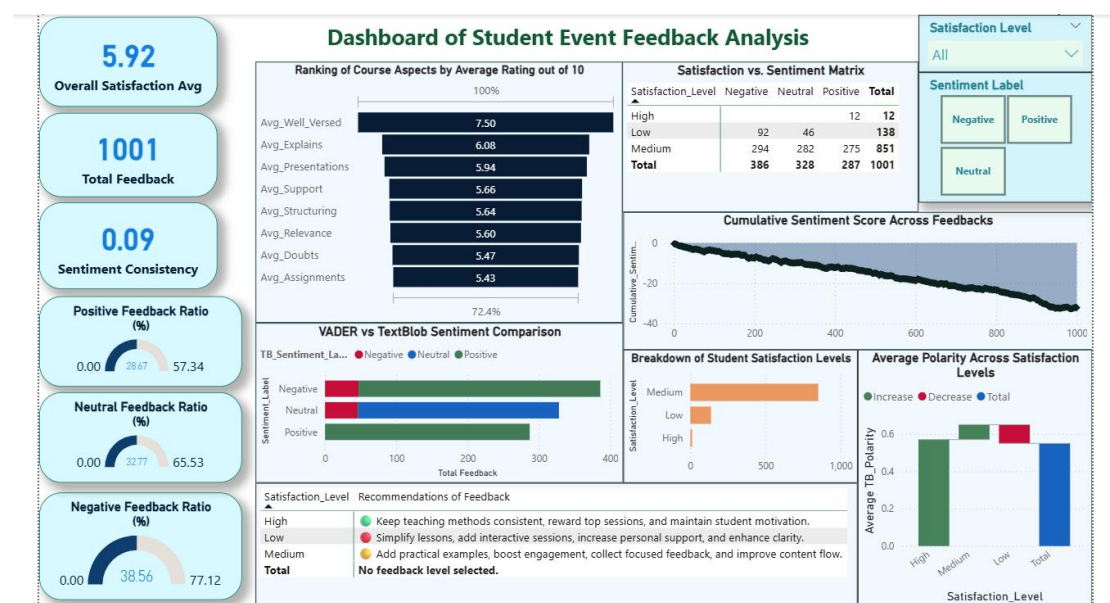 Dashboard of Student Event Feedback Analysis
5.92
Overall Satisfaction Avg
1001
Total Feedback
0.09
Sentiment Consistency
Positive Feedback Ratio
(%)
0.00 28.67 57.34
Neutral Feedback Ratio
(%)
0.00 32.77 65.53
Negative Feedback Ratio
(%)
0.00 38.56 77.12
Ranking of Course Aspects by Average Rating out of 10
100%
Avg_Well_Versed 7.50
Avg_Explains 6.08
Avg_Presentations 5.94
Avg_Support 5.66
Avg_Structuring 5.64
Avg_Relevance 5.60
Avg_Doubts 5.47
Avg_Assignments 5.43
72.4%
Satisfaction vs. Sentiment Matrix
Satisfaction_Level Negative Neutral Positive Total
High 12 12
Low 92 46 138
Medium 294 282 275 851
Total 386 328 287 1001
Satisfaction Level
All
Sentiment Label
Negative Positive
Neutral
Cumulative Sentiment Score Across Feedbacks
Cumulative_Sentim...
0
-20
-40
0 200 400 600 800 1000
VADER vs TextBlob Sentiment Comparison
TB_Sentiment_La... Negative Neutral Positive
Sentiment_Label
Negative
Neutral
Positive
0 100 200 300 400
Total Feedback
Breakdown of Student Satisfaction Levels
Satisfaction_Level
Medium
Low
High
0 500 1,000
Average Polarity Across Satisfaction
Levels
Increase Decrease Total
Average TB_Polarity
0.6
0.4
0.2
0.0
High Medium Low Total
Satisfaction_Level
Satisfaction_Level Recommendations of Feedback
High Keep teaching methods consistent, reward top sessions, and maintain student motivation.
Low Simplify lessons, add interactive sessions, increase personal support, and enhance clarity.
Medium Add practical examples, boost engagement, collect focused feedback, and improve content flow.
Total No feedback level selected.